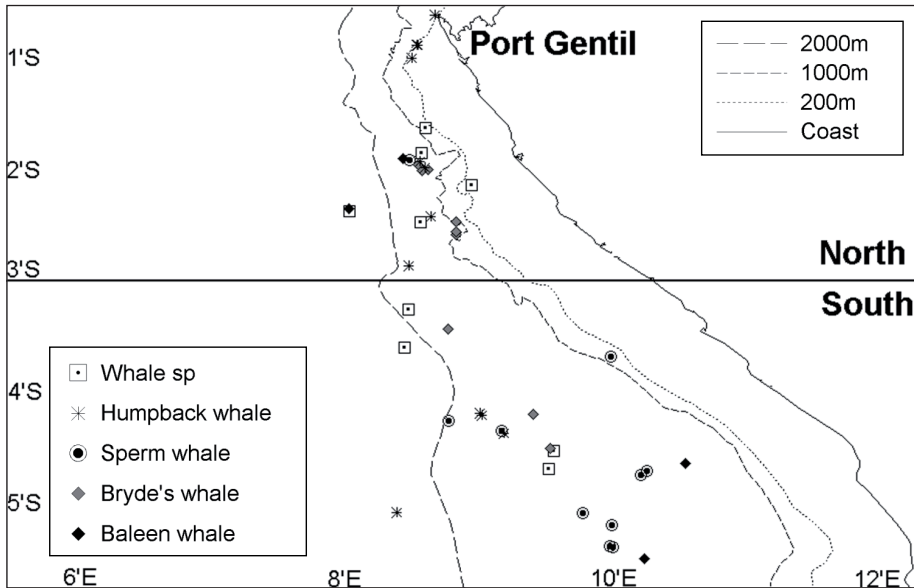 Port Gentil
2000m
1000m
200m
Coast
1'S
2'S
3'S
North
South
Whale sp
Humpback whale
Sperm whale
Bryde's whale
Baleen whale
4'S
5'S
6'E
8'E
10'E
12'E